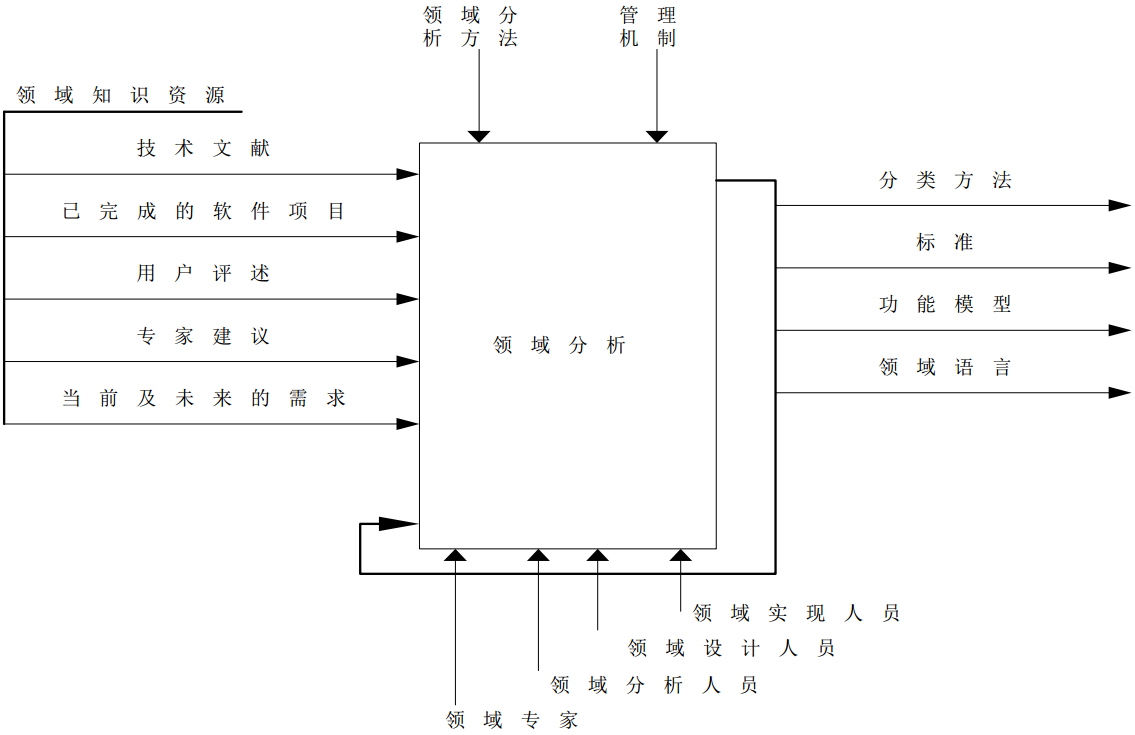 领域分
析方法
管理
机制
领域知识资源
技术文献
已完成的软件项目
用户评述
专家建议
当前及未来的需求
领域分析
分类方法
标准
功能模型
领域语言
领域实现人员
领域设计人员
领域分析人员
领域专家